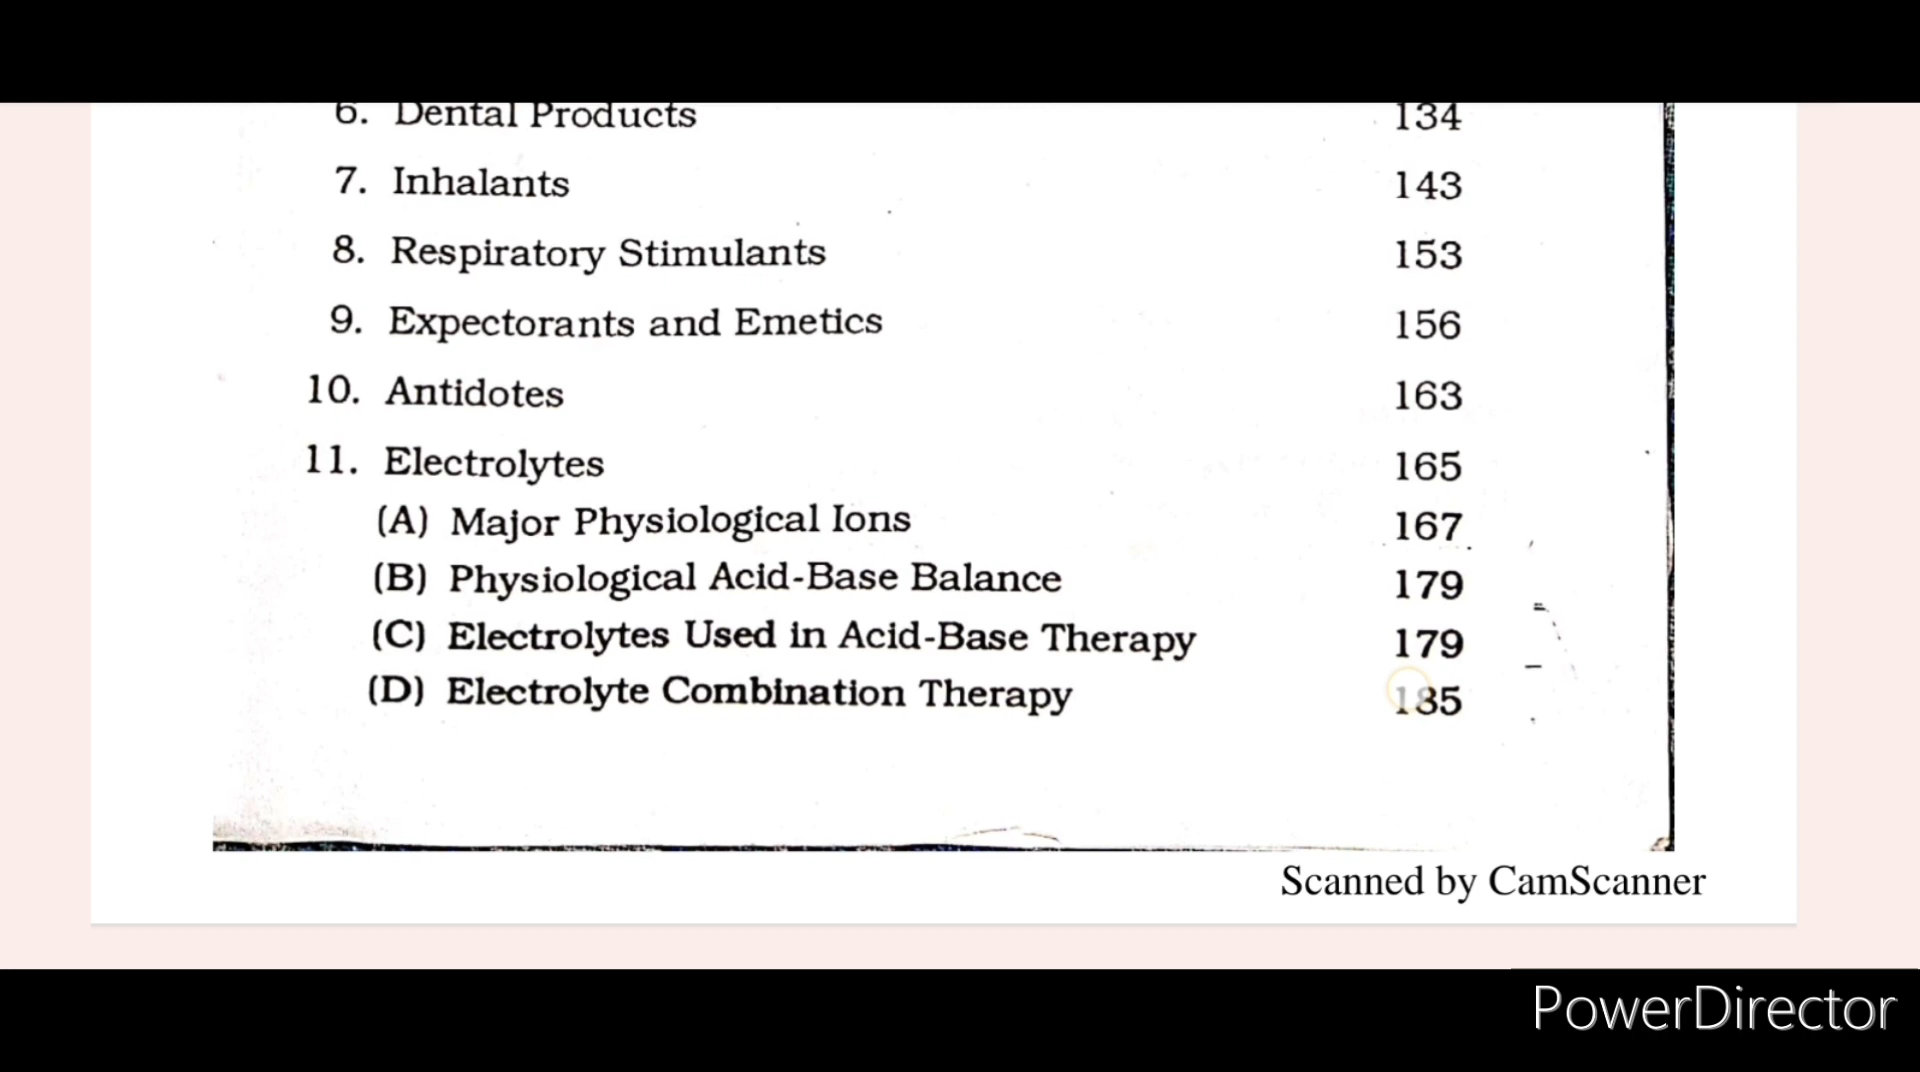 6. Dental Products 134
7. Inhalants 143
8. Respiratory Stimulants 153
9. Expectorants and Emetics 156
10. Antidotes 163
11. Electrolytes 165
(A) Major Physiological Ions 167
(B) Physiological Acid-Base Balance 179
(C) Electrolytes Used in Acid-Base Therapy 179
(D) Electrolyte Combination Therapy 185
Scanned by CamScanner
PowerDirector